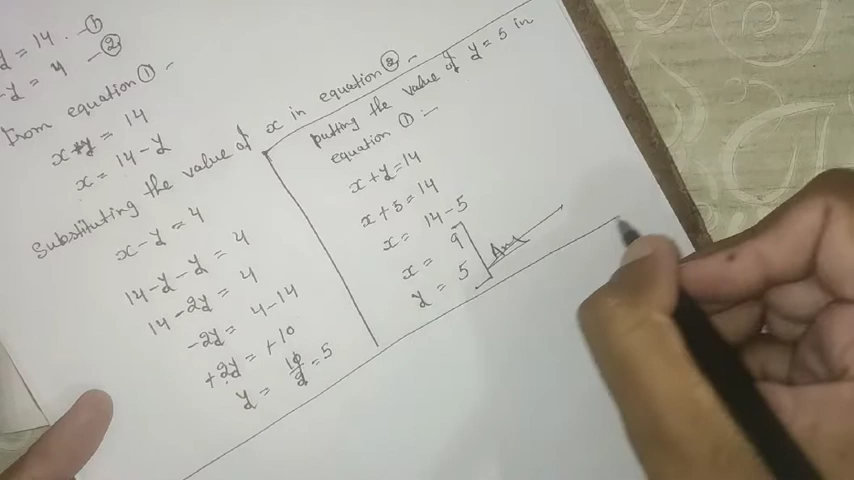 y = 14 - ①
-y = 4 - ②
from equation ① -
x+y = 14
x = 14 - y
Substituting the value of x in equation ② -
x - y = 4
14 - y - y = 4
14 - 2y = 4
-2y = 4 - 14
+2y = +10
y = 10/2 = 5
putting the value of y = 5 in
equation ① :-
x + y = 14
x + 5 = 14
x = 14 - 5
x = 9
y = 5
Ans